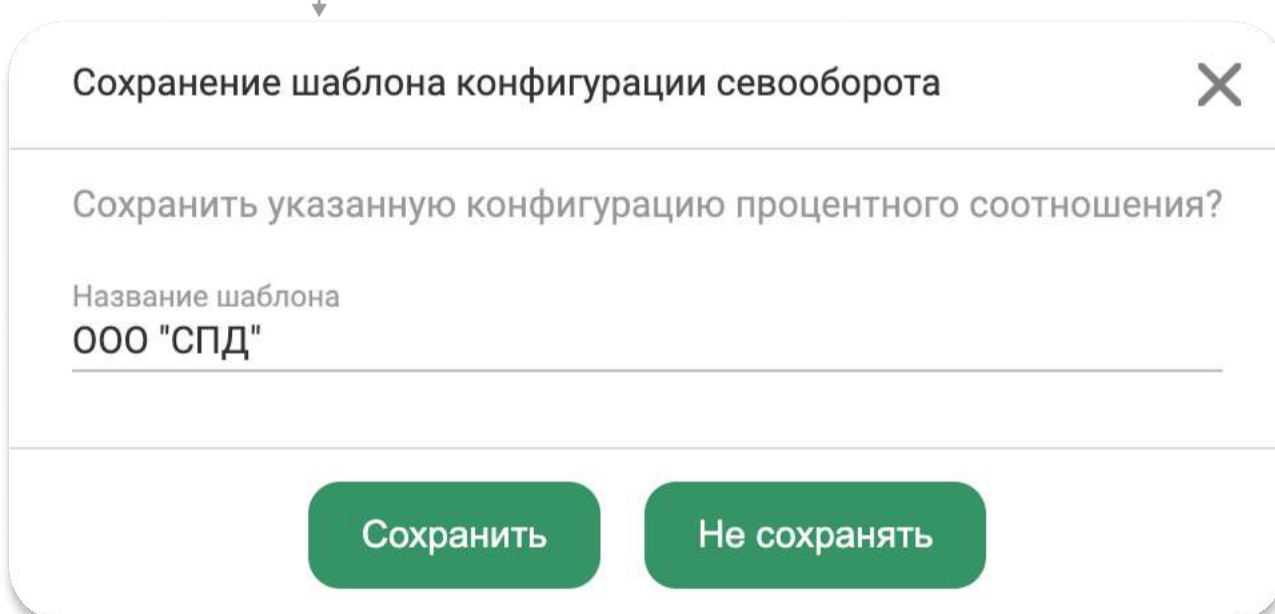 Сохранение шаблона конфигурации севооборота
Сохранить указанную конфигурацию процентного соотношения?
Название шаблона
ООО "СПД"
Сохранить
Не сохранять